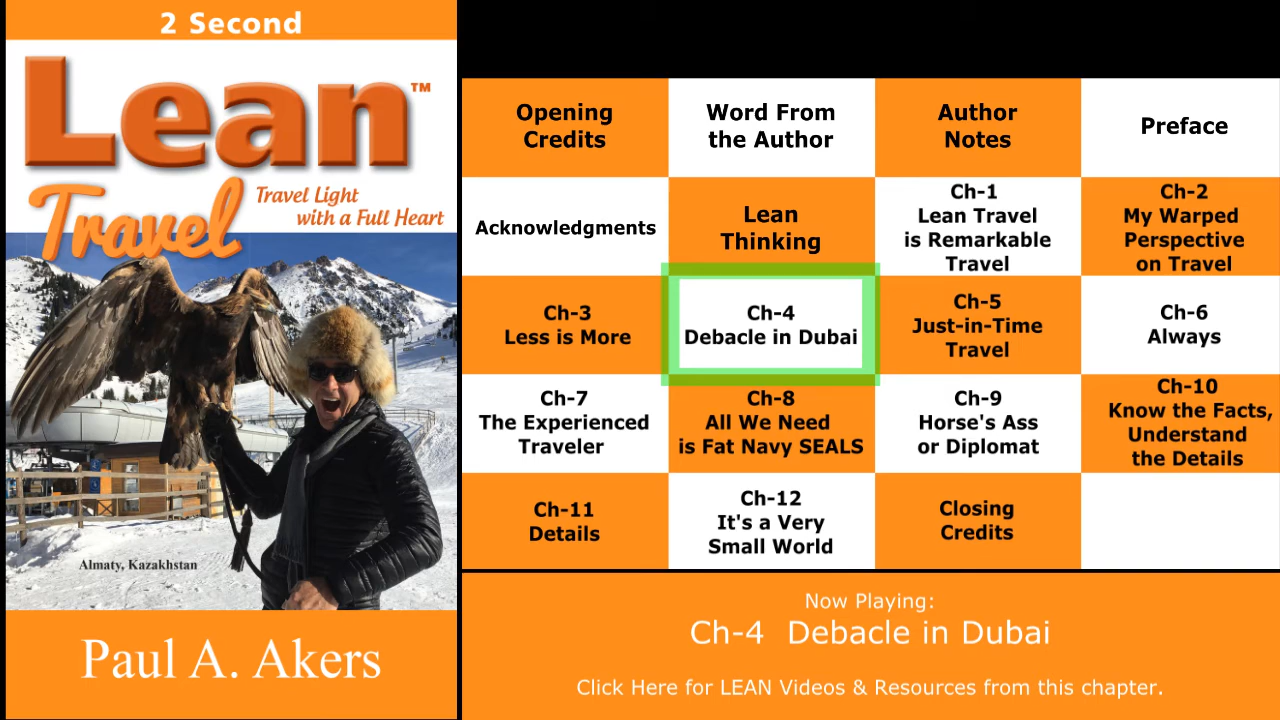 2 Second
Lean™
Travel
Travel Light
with a Full Heart
Almaty, Kazakhstan
Paul A. Akers
Opening
Credits
Word From
the Author
Author
Notes
Preface
Acknowledgments
Lean
Thinking
Ch-1
Lean Travel
is Remarkable
Travel
Ch-2
My Warped
Perspective
on Travel
Ch-3
Less is More
Ch-4
Debacle in Dubai
Ch-5
Just-in-Time
Travel
Ch-6
Always
Ch-7
The Experienced
Traveler
Ch-8
All We Need
is Fat Navy SEALS
Ch-9
Horse's Ass
or Diplomat
Ch-10
Know the Facts,
Understand
the Details
Ch-11
Details
Ch-12
It's a Very
Small World
Closing
Credits
Now Playing:
Ch-4 Debacle in Dubai
Click Here for LEAN Videos & Resources from this chapter.